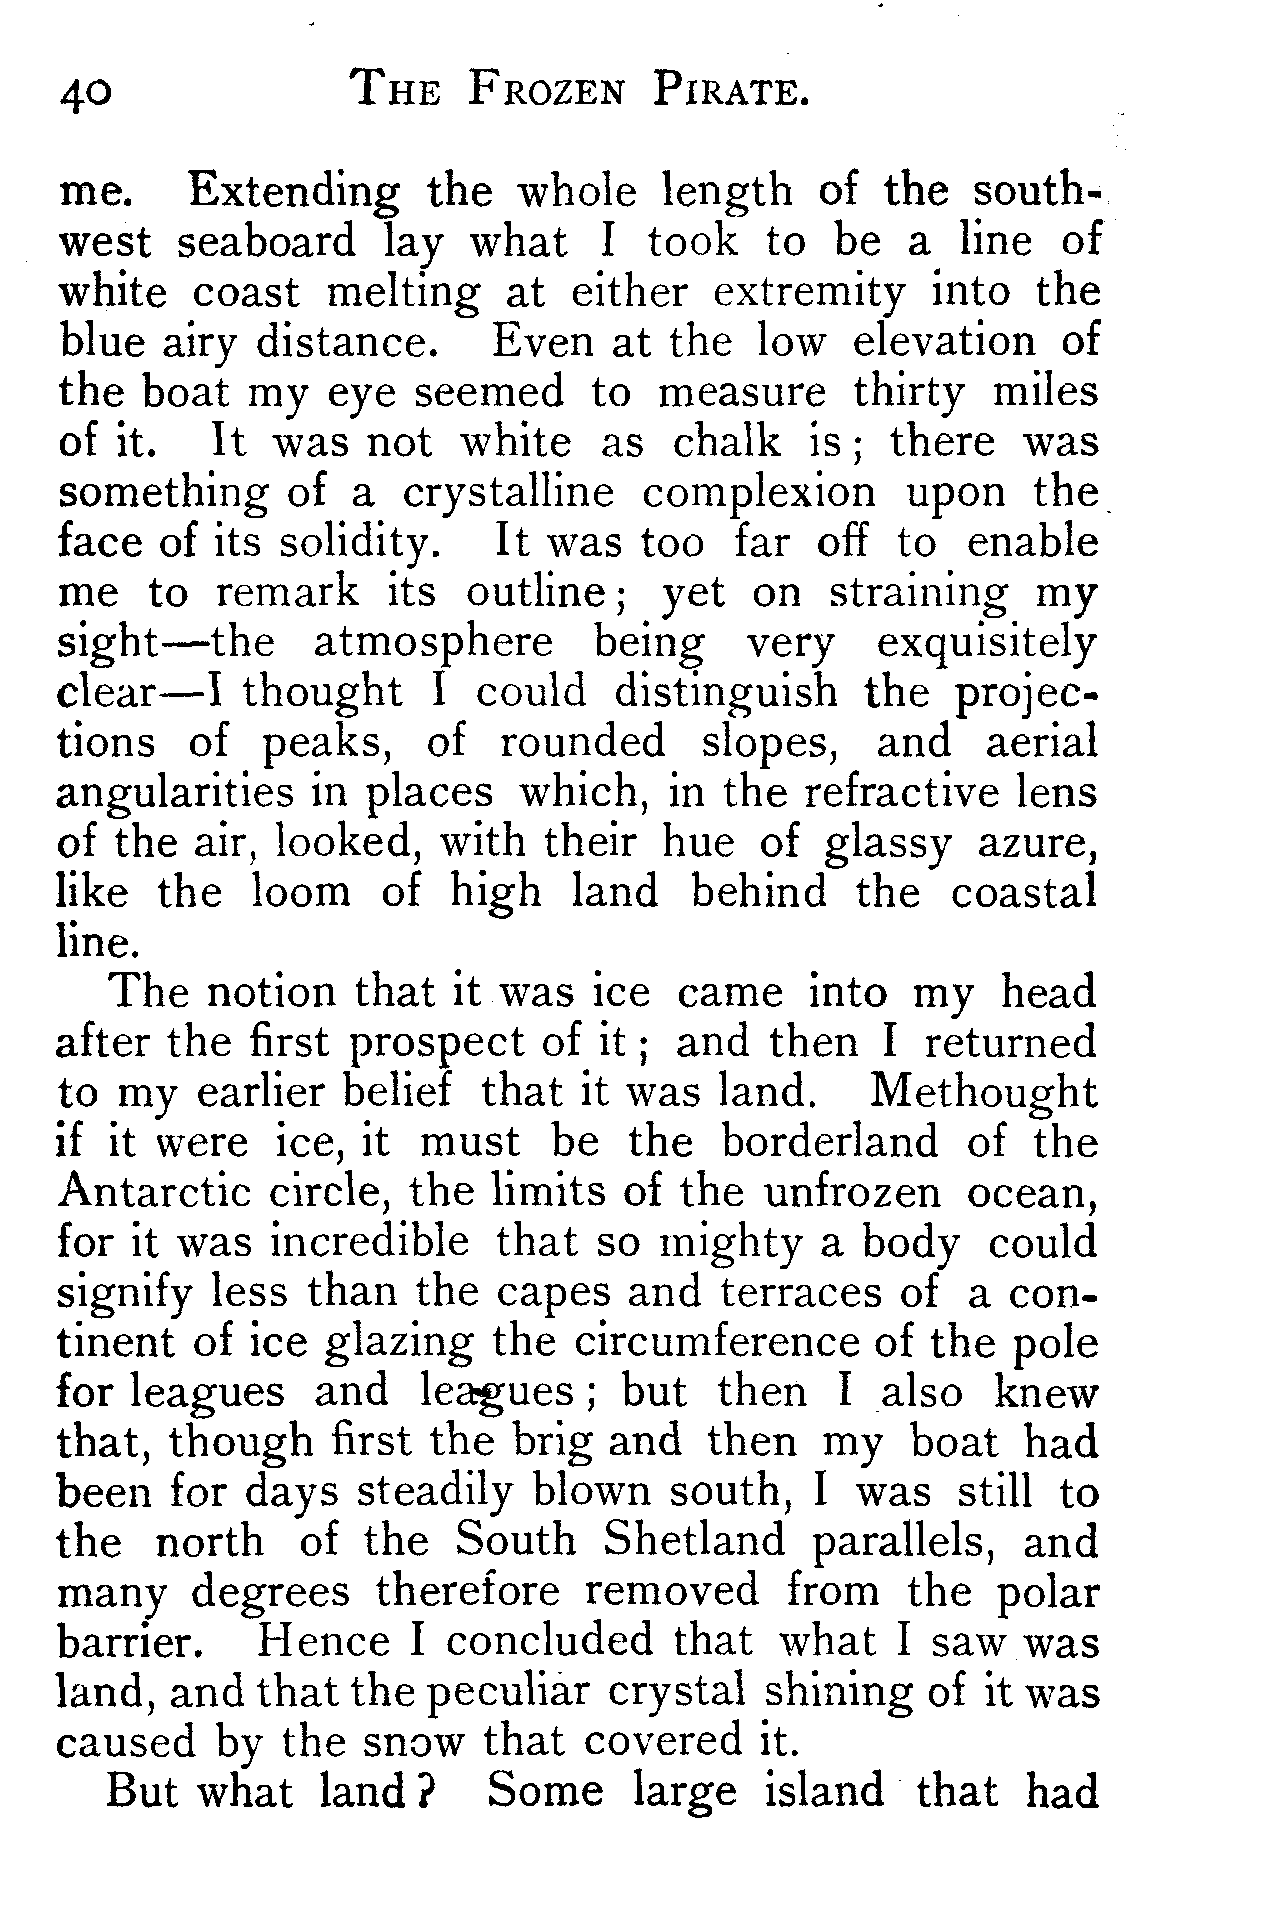 40 THE FROZEN PIRATE.
me. Extending the whole length of the south-
west seaboard lay what I took to be a line of
white coast melting at either extremity into the
blue airy distance. Even at the low elevation of
the boat my eye seemed to measure thirty miles
of it. It was not white as chalk is; there was
something of a crystalline complexion upon the
face of its solidity. It was too far off to enable
me to remark its outline; yet on straining my
sight—the atmosphere being very exquisitely
clear—I thought I could distinguish the projec-
tions of peaks, of rounded slopes, and aerial
angularities in places which, in the refractive lens
of the air, looked, with their hue of glassy azure,
like the loom of high land behind the coastal
line.
The notion that it was ice came into my head
after the first prospect of it; and then I returned
to my earlier belief that it was land. Methought
if it were ice, it must be the borderland of the
Antarctic circle, the limits of the unfrozen ocean,
for it was incredible that so mighty a body could
signify less than the capes and terraces of a con-
tinent of ice glazing the circumference of the pole
for leagues and leagues; but then I also knew
that, though first the brig and then my boat had
been for days steadily blown south, I was still to
the north of the South Shetland parallels, and
many degrees therefore removed from the polar
barrier. Hence I concluded that what I saw was
land, and that the peculiar crystal shining of it was
caused by the snow that covered it.
But what land? Some large island that had